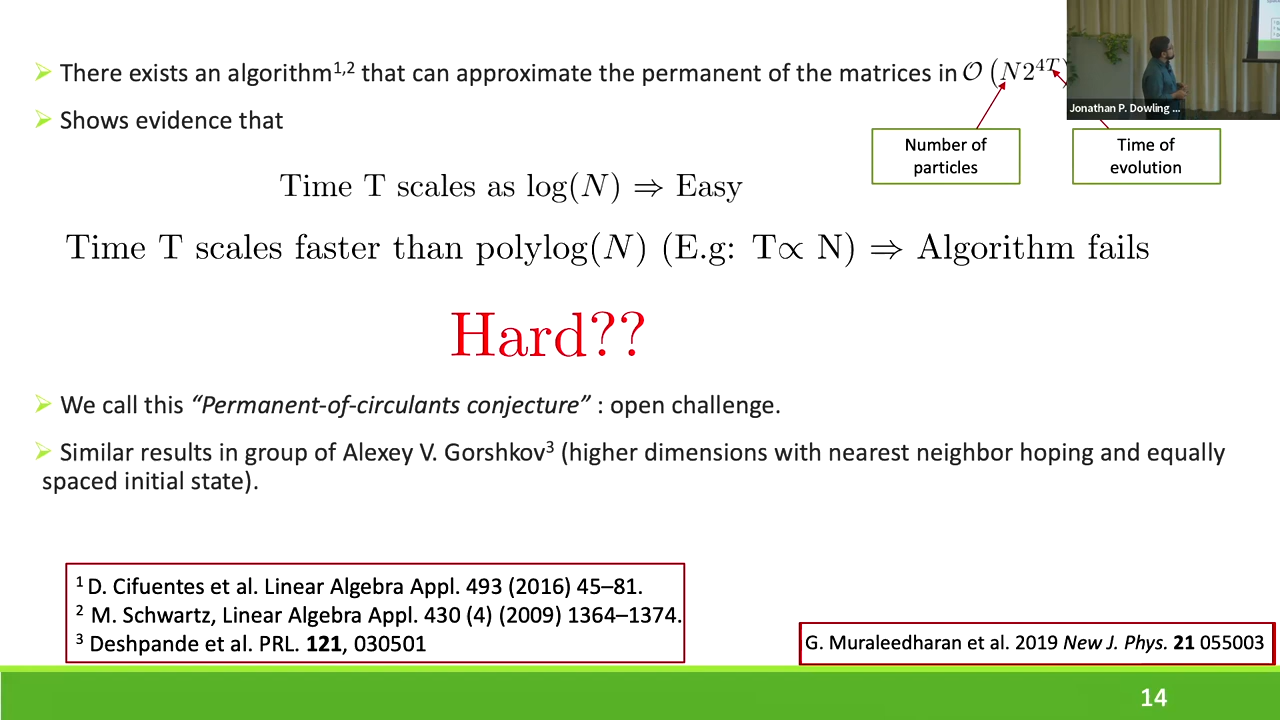 ➢ There exists an algorithm¹,² that can approximate the permanent of the matrices in 𝒪 (N2⁴ᵀ)
Jonathan P. Dowling ...
➢ Shows evidence that
Number of
particles
Time of
evolution
Time T scales as log(N) ⇒ Easy
Time T scales faster than polylog(N) (E.g: T∝ N) ⇒ Algorithm fails
Hard??
➢ We call this “Permanent-of-circulants conjecture” : open challenge.
➢ Similar results in group of Alexey V. Gorshkov³ (higher dimensions with nearest neighbor hoping and equally
spaced initial state).
¹ D. Cifuentes et al. Linear Algebra Appl. 493 (2016) 45–81.
² M. Schwartz, Linear Algebra Appl. 430 (4) (2009) 1364–1374.
³ Deshpande et al. PRL. 121, 030501
G. Muraleedharan et al. 2019 New J. Phys. 21 055003
14